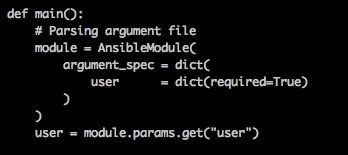 def main():
    # Parsing argument file
    module = AnsibleModule(
        argument_spec = dict(
            user     = dict(required=True)
        )
    )
    user = module.params.get("user")